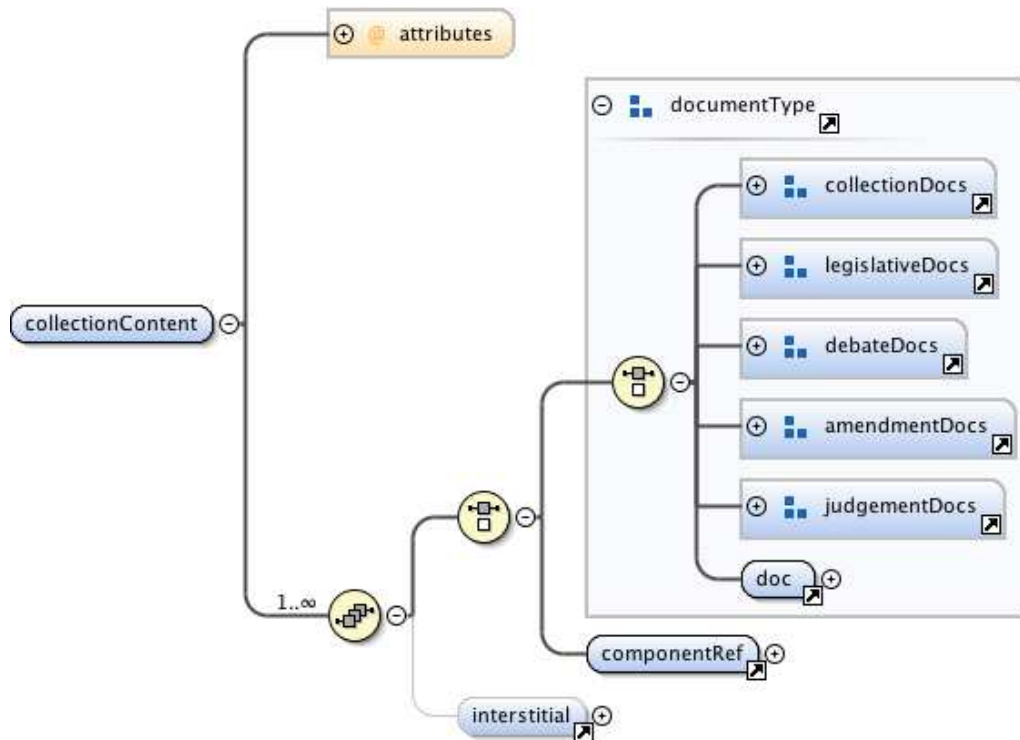 @ attributes
documentType
collectionDocs
legislativeDocs
collectionContent
debateDocs
amendmentDocs
judgementDocs
doc
1..∞
componentRef
interstitial